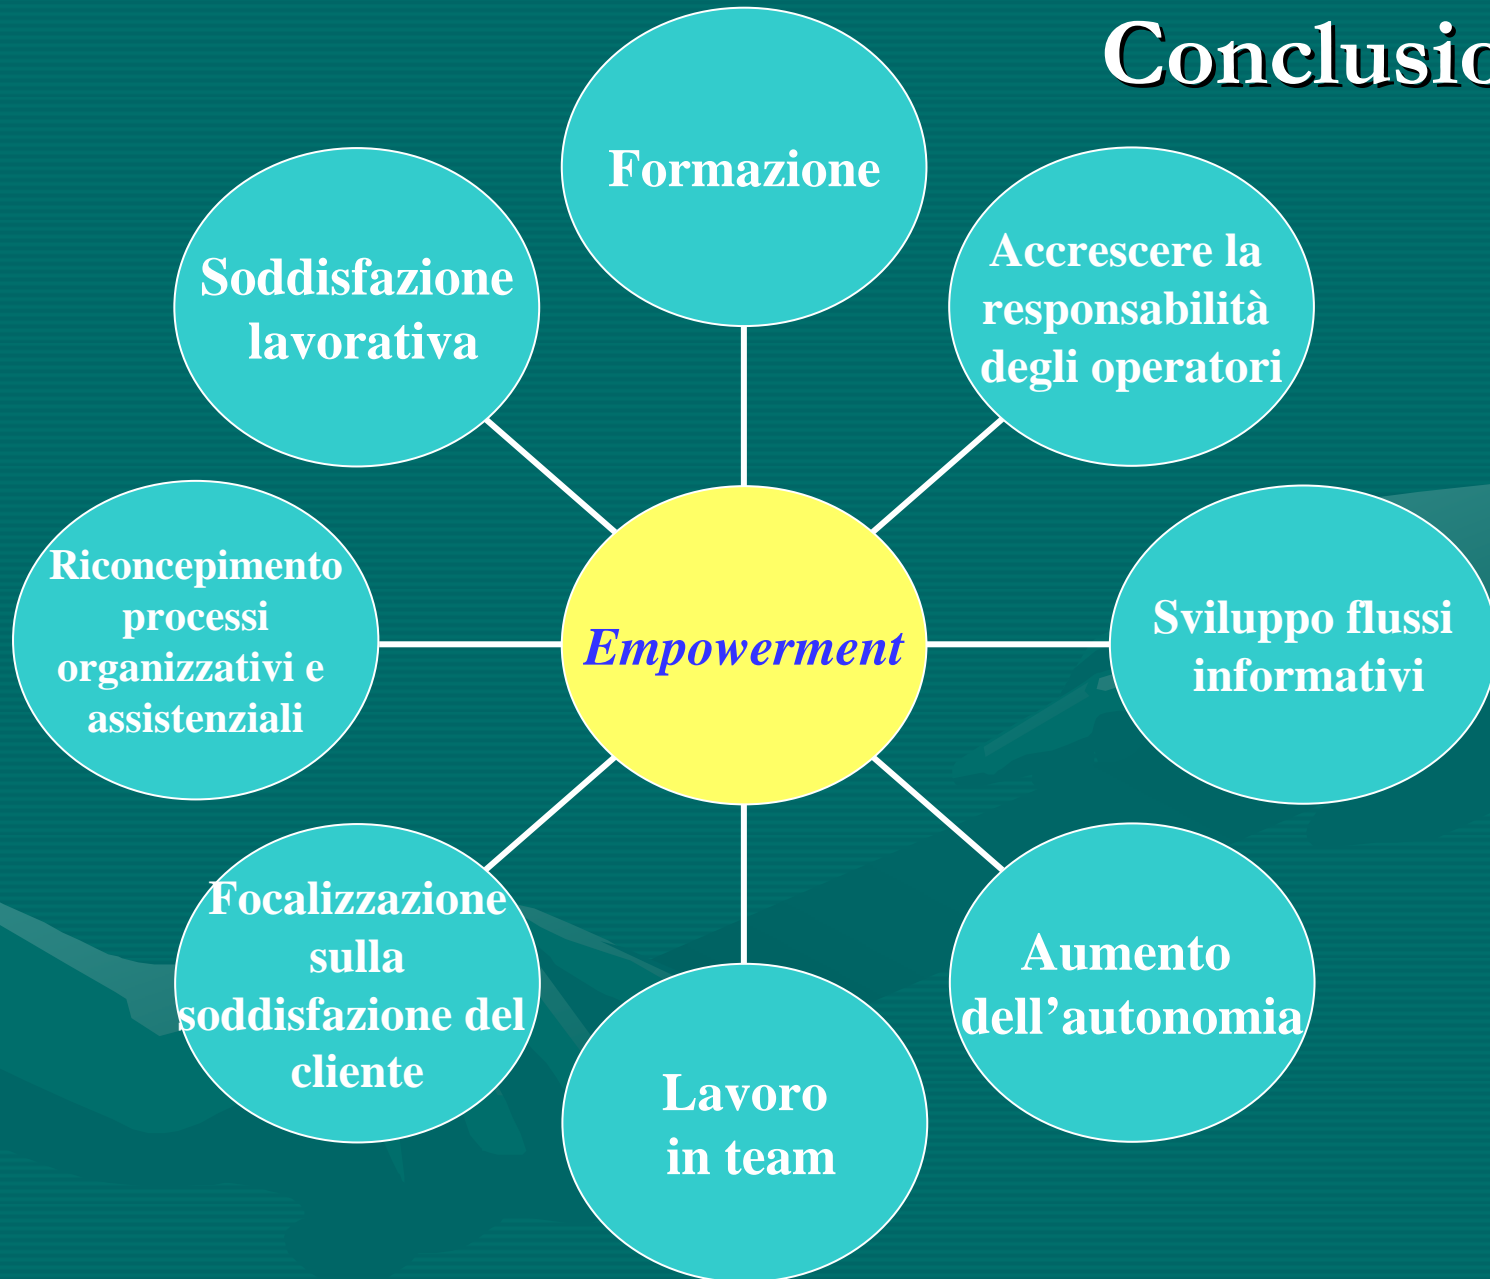 Conclusio
Formazione
Accrescere la
responsabilità
degli operatori
Sviluppo flussi
informativi
Aumento
dell’autonomia
Lavoro
in team
Focalizzazione
sulla
soddisfazione del
cliente
Riconcepimento
processi
organizzativi e
assistenziali
Soddisfazione
lavorativa
Empowerment